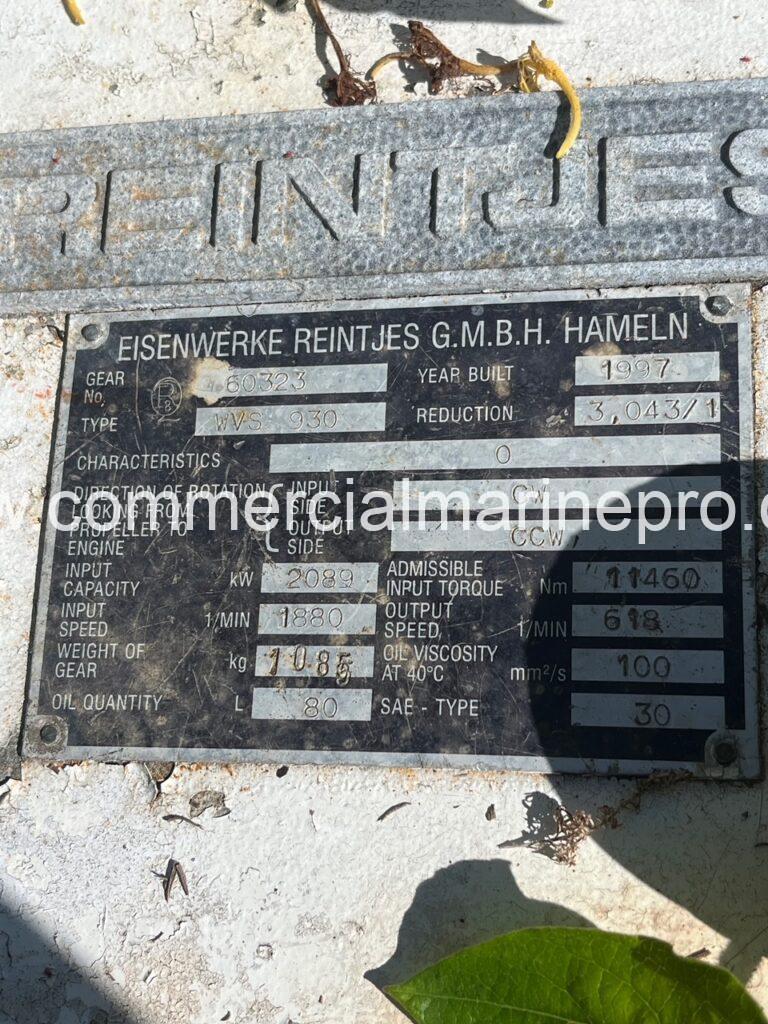 REINTJES
EISENWERKE REINTJES G.M.B.H. HAMELN
GEAR No. 60323 YEAR BUILT 1997
TYPE WVS 930 REDUCTION 3,043/1
CHARACTERISTICS 0
DIRECTION OF ROTATION LOOKING FROM PROPELLER TO ENGINE
INPUT SIDE CW
OUTPUT SIDE CCW
www.commercialmarinepro.c
INPUT CAPACITY kW 2089 ADMISSIBLE INPUT TORQUE Nm 11460
INPUT SPEED 1/MIN 1880 OUTPUT SPEED 1/MIN 618
WEIGHT OF GEAR kg 1085 OIL VISCOSITY AT 40°C mm²/s 100
OIL QUANTITY L 80 SAE - TYPE 30